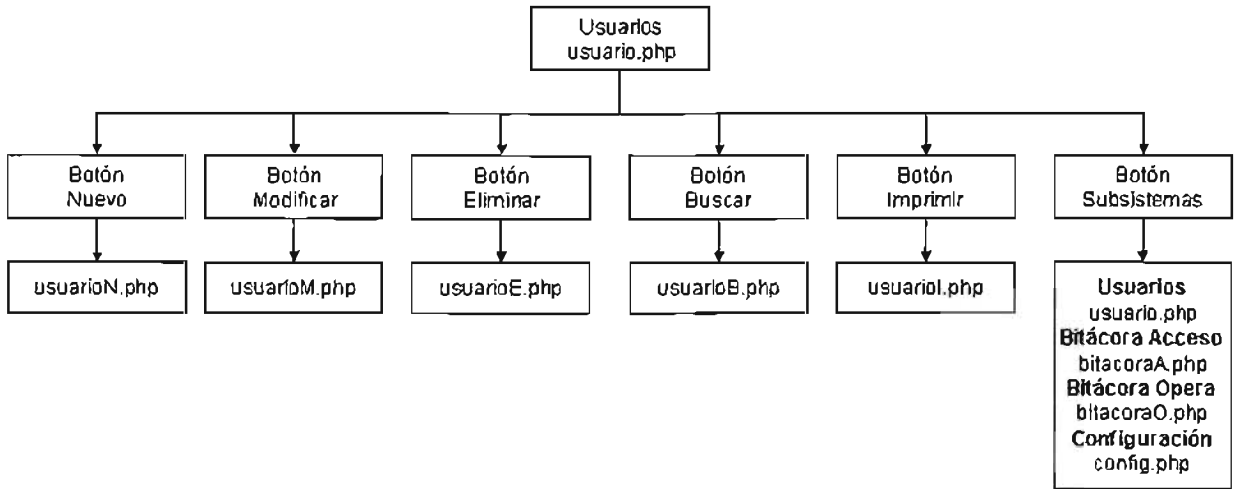 Usuarios
usuario.php
Botón
Nuevo
Botón
Modificar
Botón
Eliminar
Botón
Buscar
Botón
Imprimir
Botón
Subsistemas
usuarioN.php
usuarioM.php
usuarioE.php
usuarioB.php
usuarioI.php
Usuarios
usuario.php
Bitácora Acceso
bitacoraA.php
Bitácora Opera
bitacoraO.php
Configuración
config.php